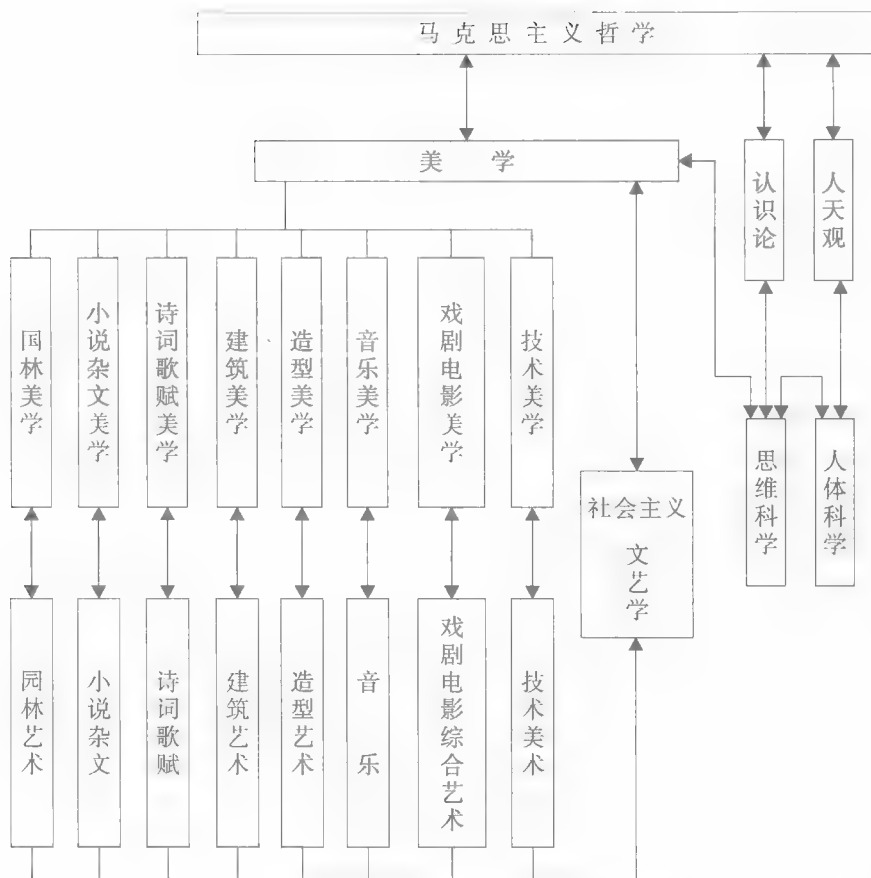 马克思主义哲学
美学
认识论
人天观
国林美学
小说杂文美学
诗词歌赋美学
建筑美学
造型美学
音乐美学
戏剧电影美学
技术美学
社会主义
文艺学
思维科学
人体科学
园林艺术
小说杂文
诗词歌赋
建筑艺术
造型艺术
音乐
戏剧电影综合艺术
技术美术